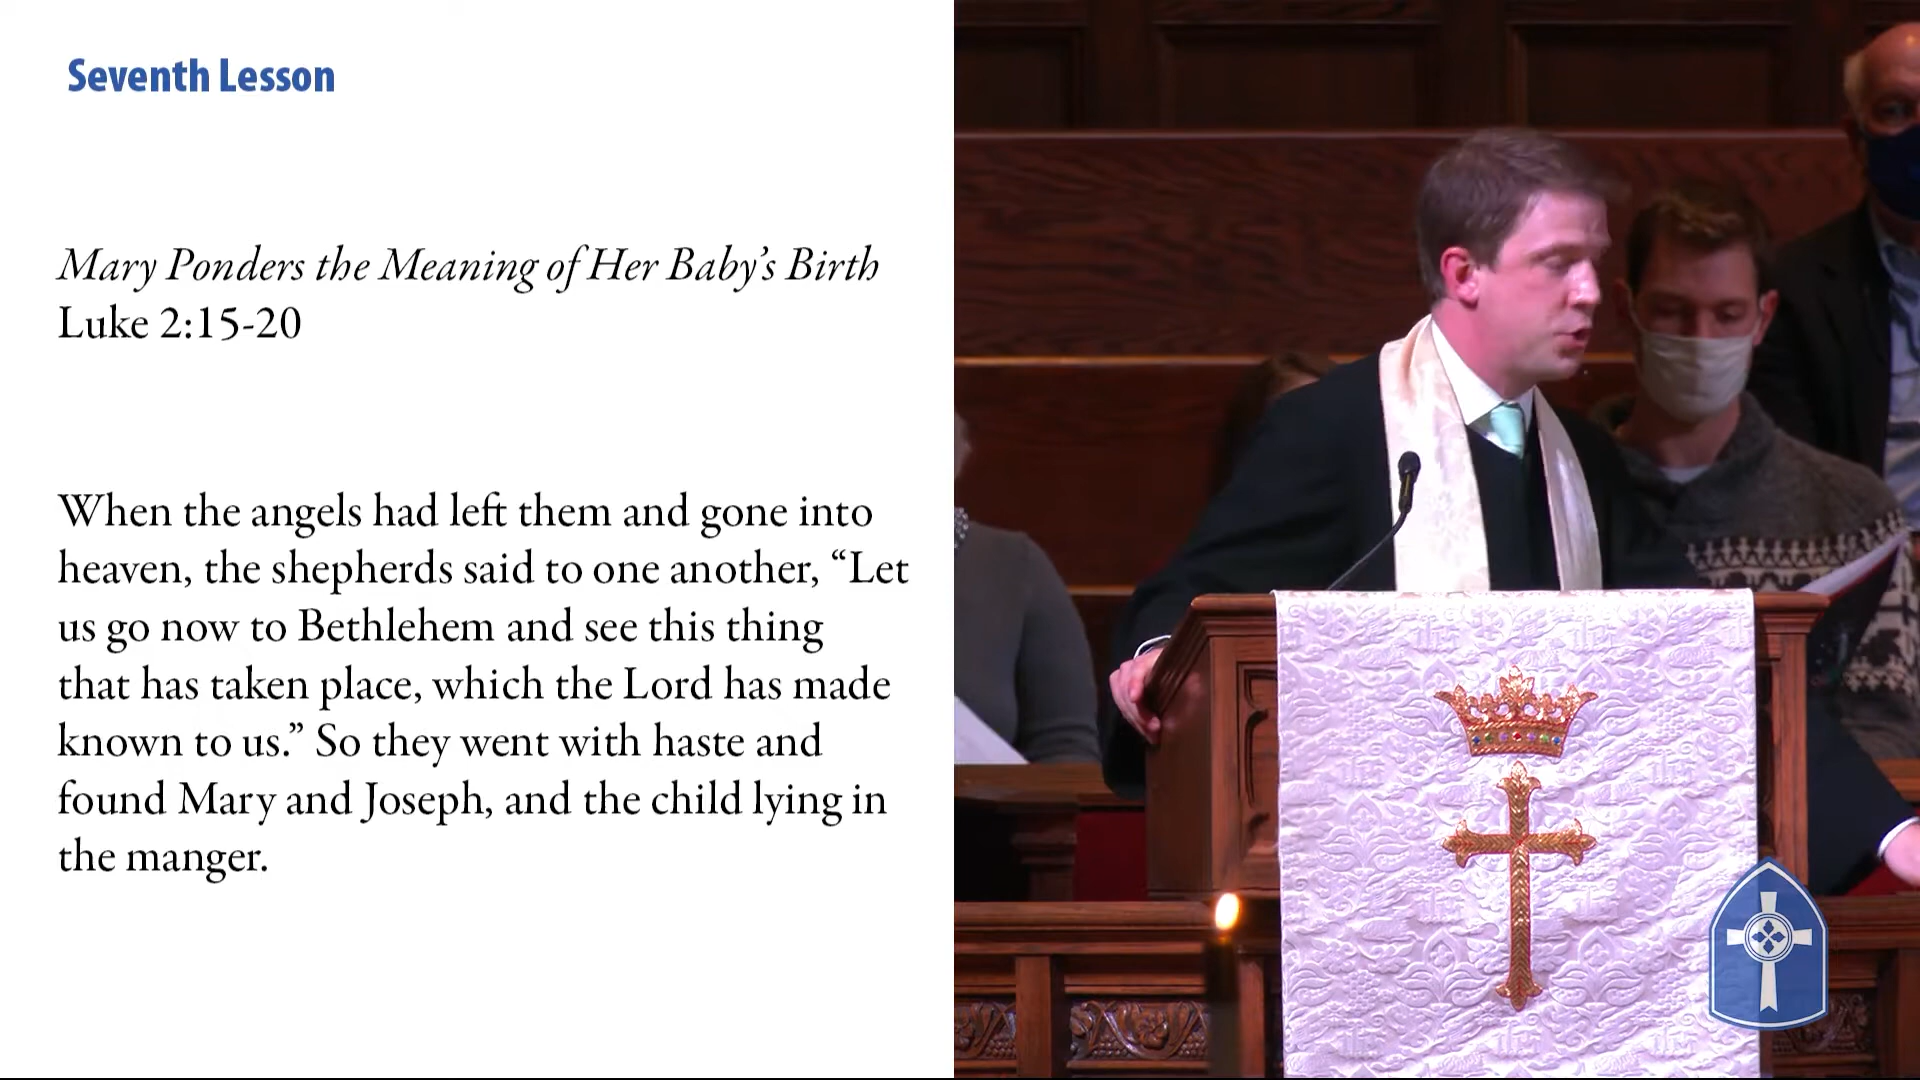 Seventh Lesson
Mary Ponders the Meaning of Her Baby’s Birth
Luke 2:15-20
When the angels had left them and gone into
heaven, the shepherds said to one another, “Let
us go now to Bethlehem and see this thing
that has taken place, which the Lord has made
known to us.” So they went with haste and
found Mary and Joseph, and the child lying in
the manger.